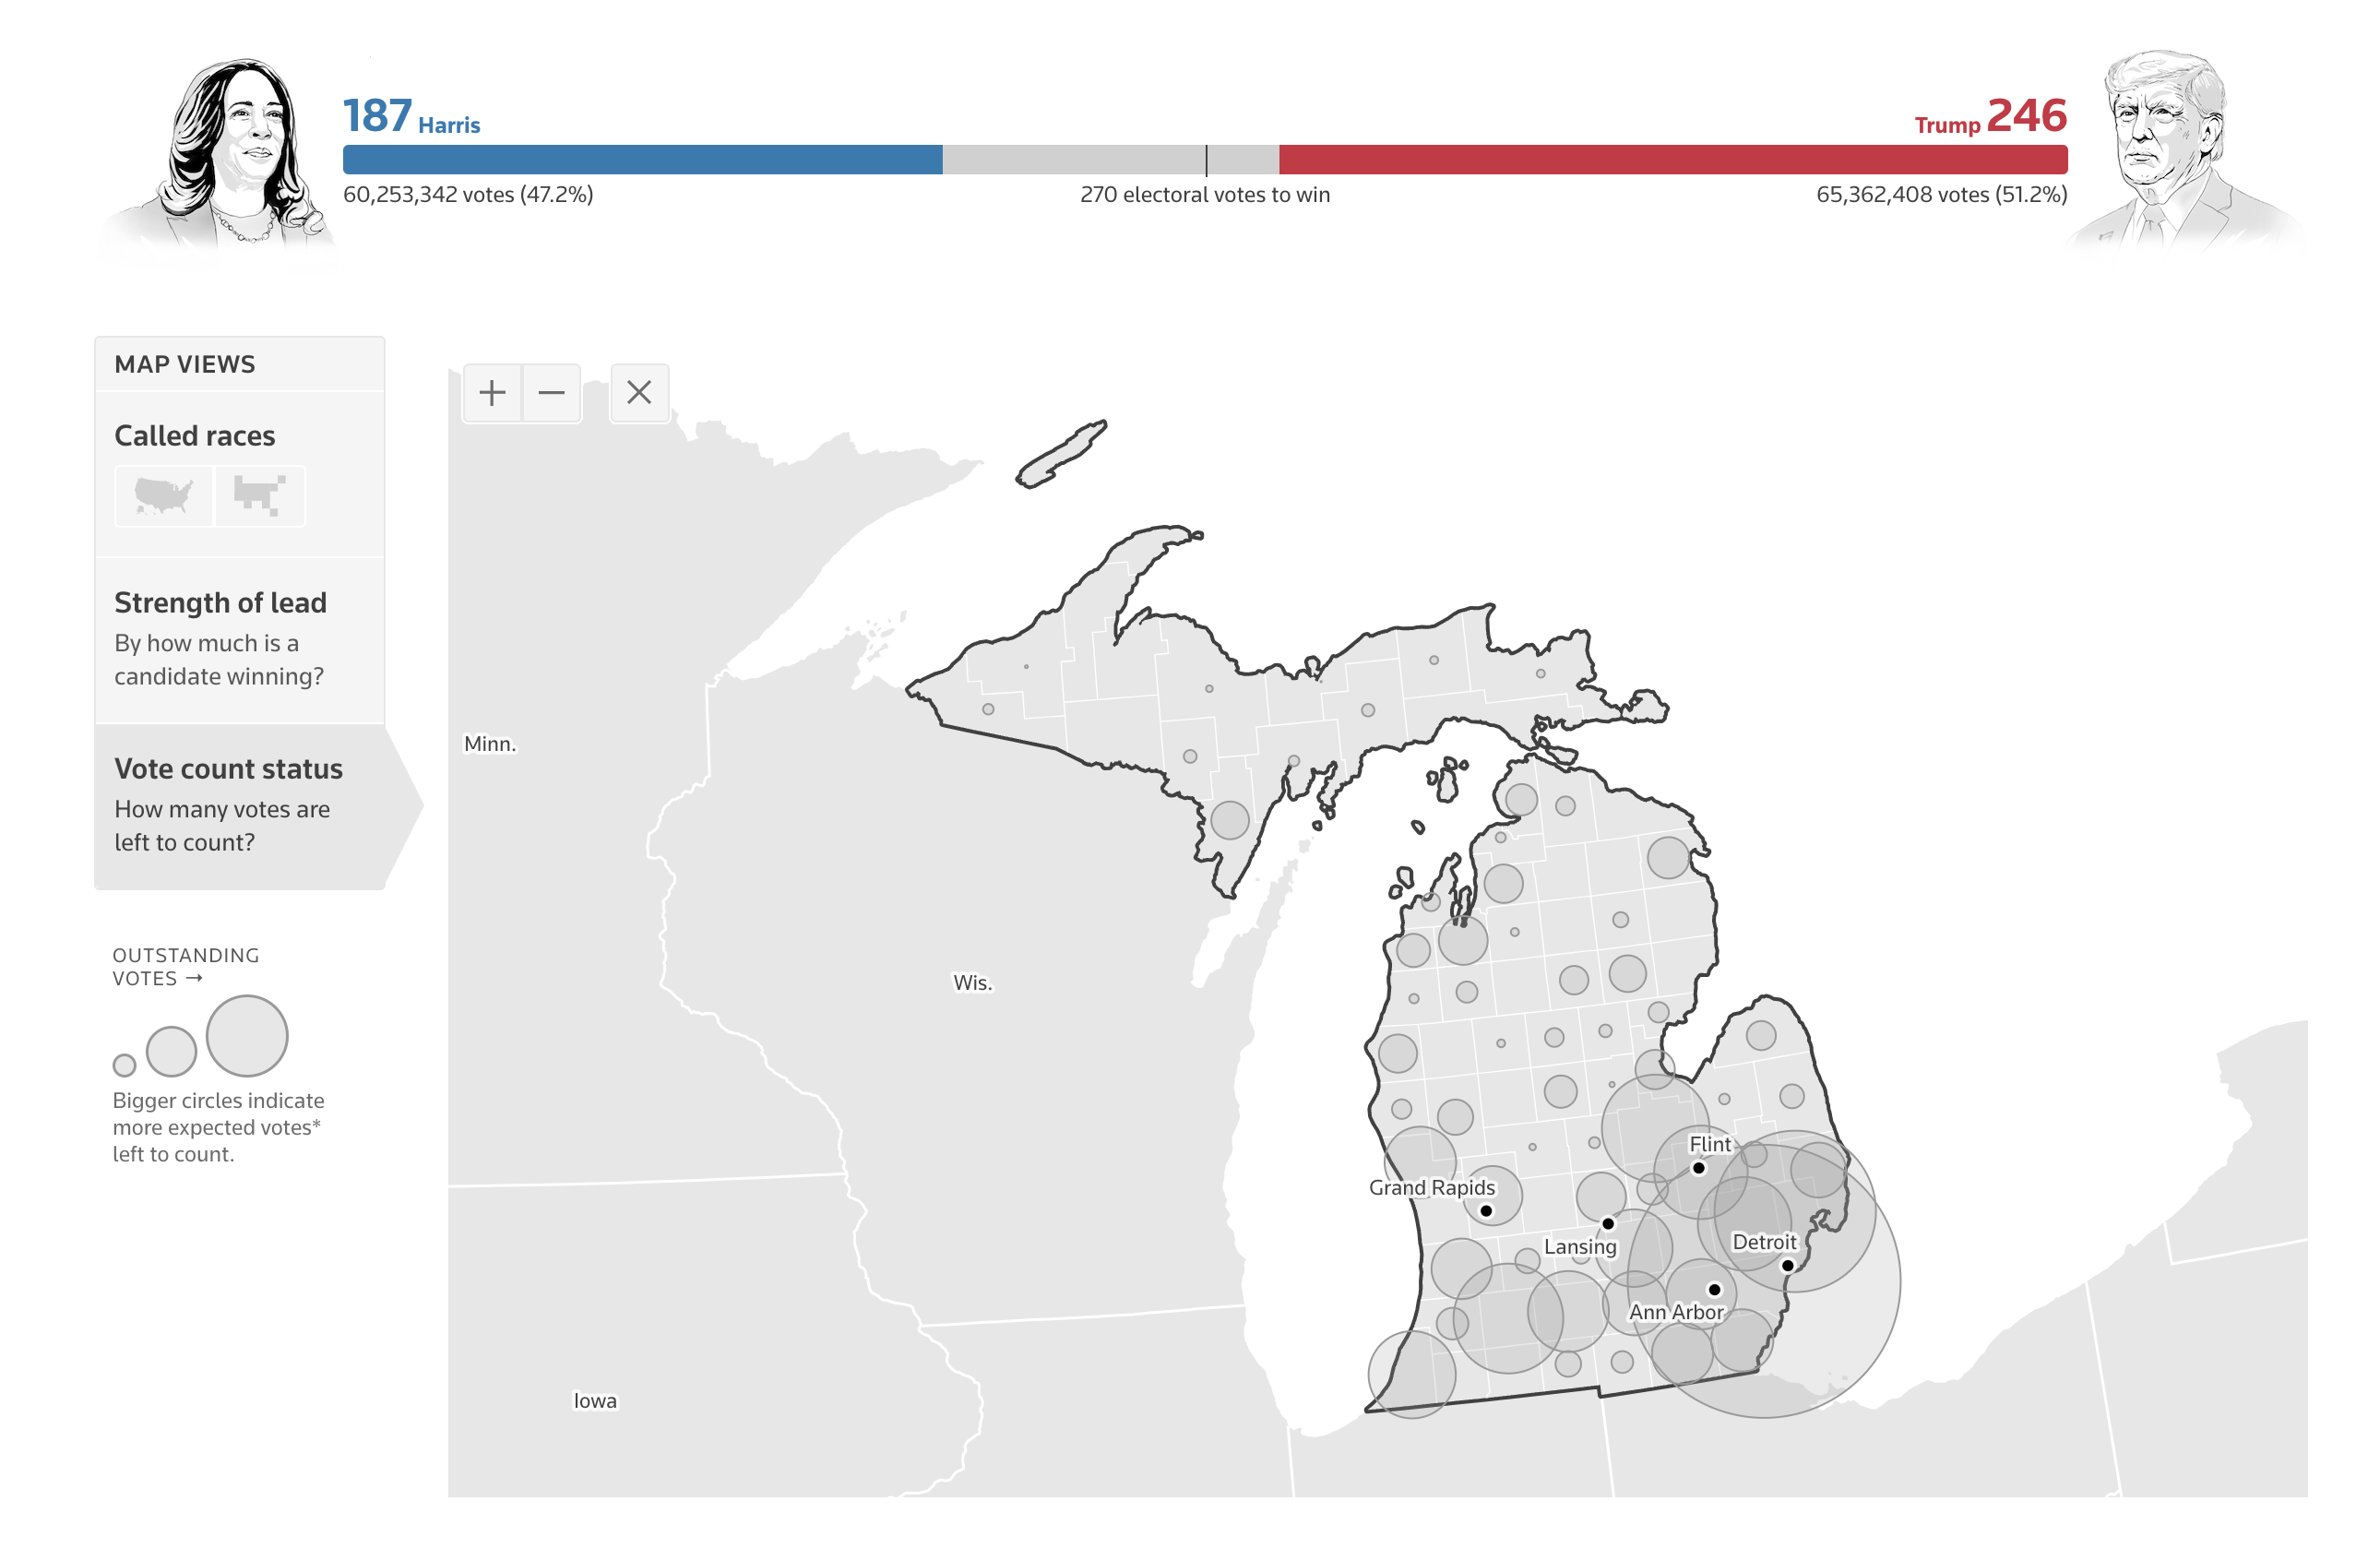 187 Harris
Trump 246
60,253,342 votes (47.2%)
270 electoral votes to win
65,362,408 votes (51.2%)
MAP VIEWS
Called races
Strength of lead
By how much is a
candidate winning?
Vote count status
How many votes are
left to count?
OUTSTANDING
VOTES →
Bigger circles indicate
more expected votes*
left to count.
Minn.
Wis.
Iowa
Flint
Grand Rapids
Lansing
Detroit
Ann Arbor